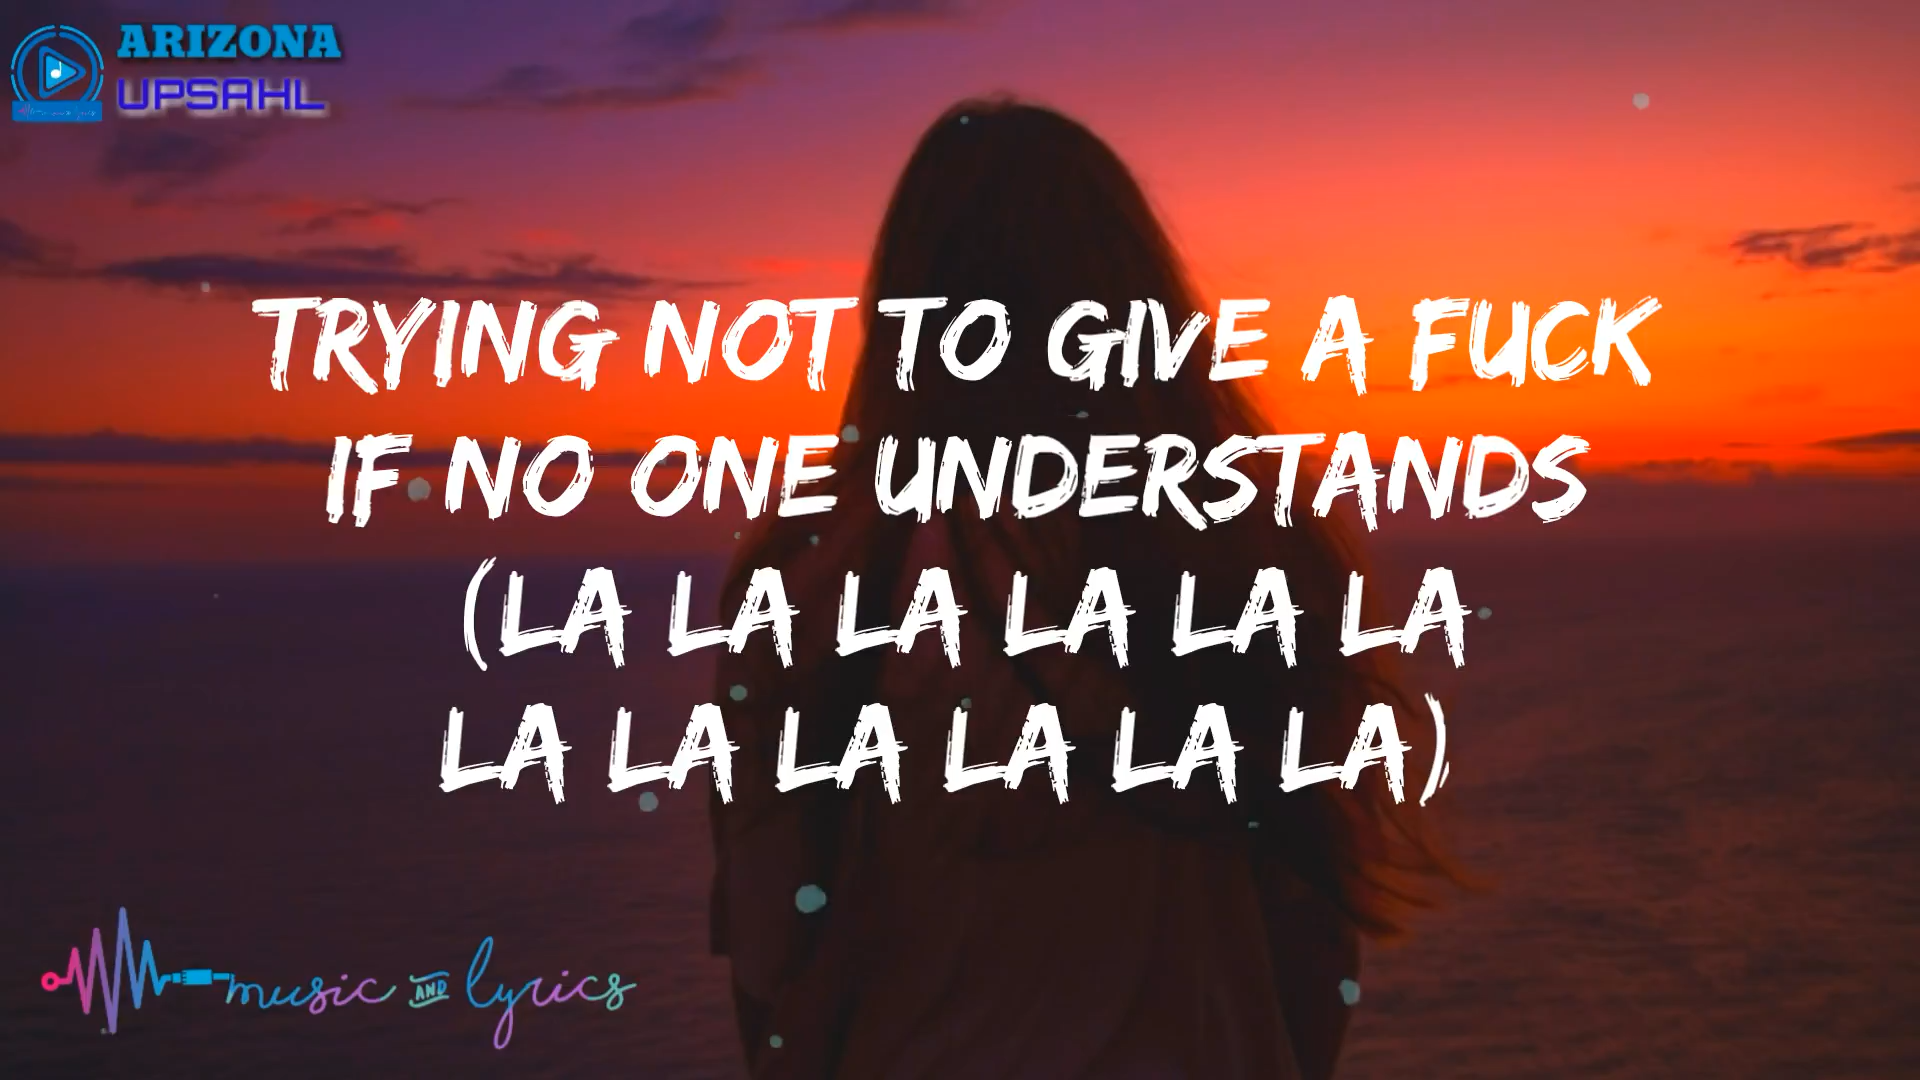 ARIZONA
UPSAHL
TRYING NOT TO GIVE A FUCK
IF NO ONE UNDERSTANDS
(LA LA LA LA LA LA
LA LA LA LA LA LA)
music AND lyrics